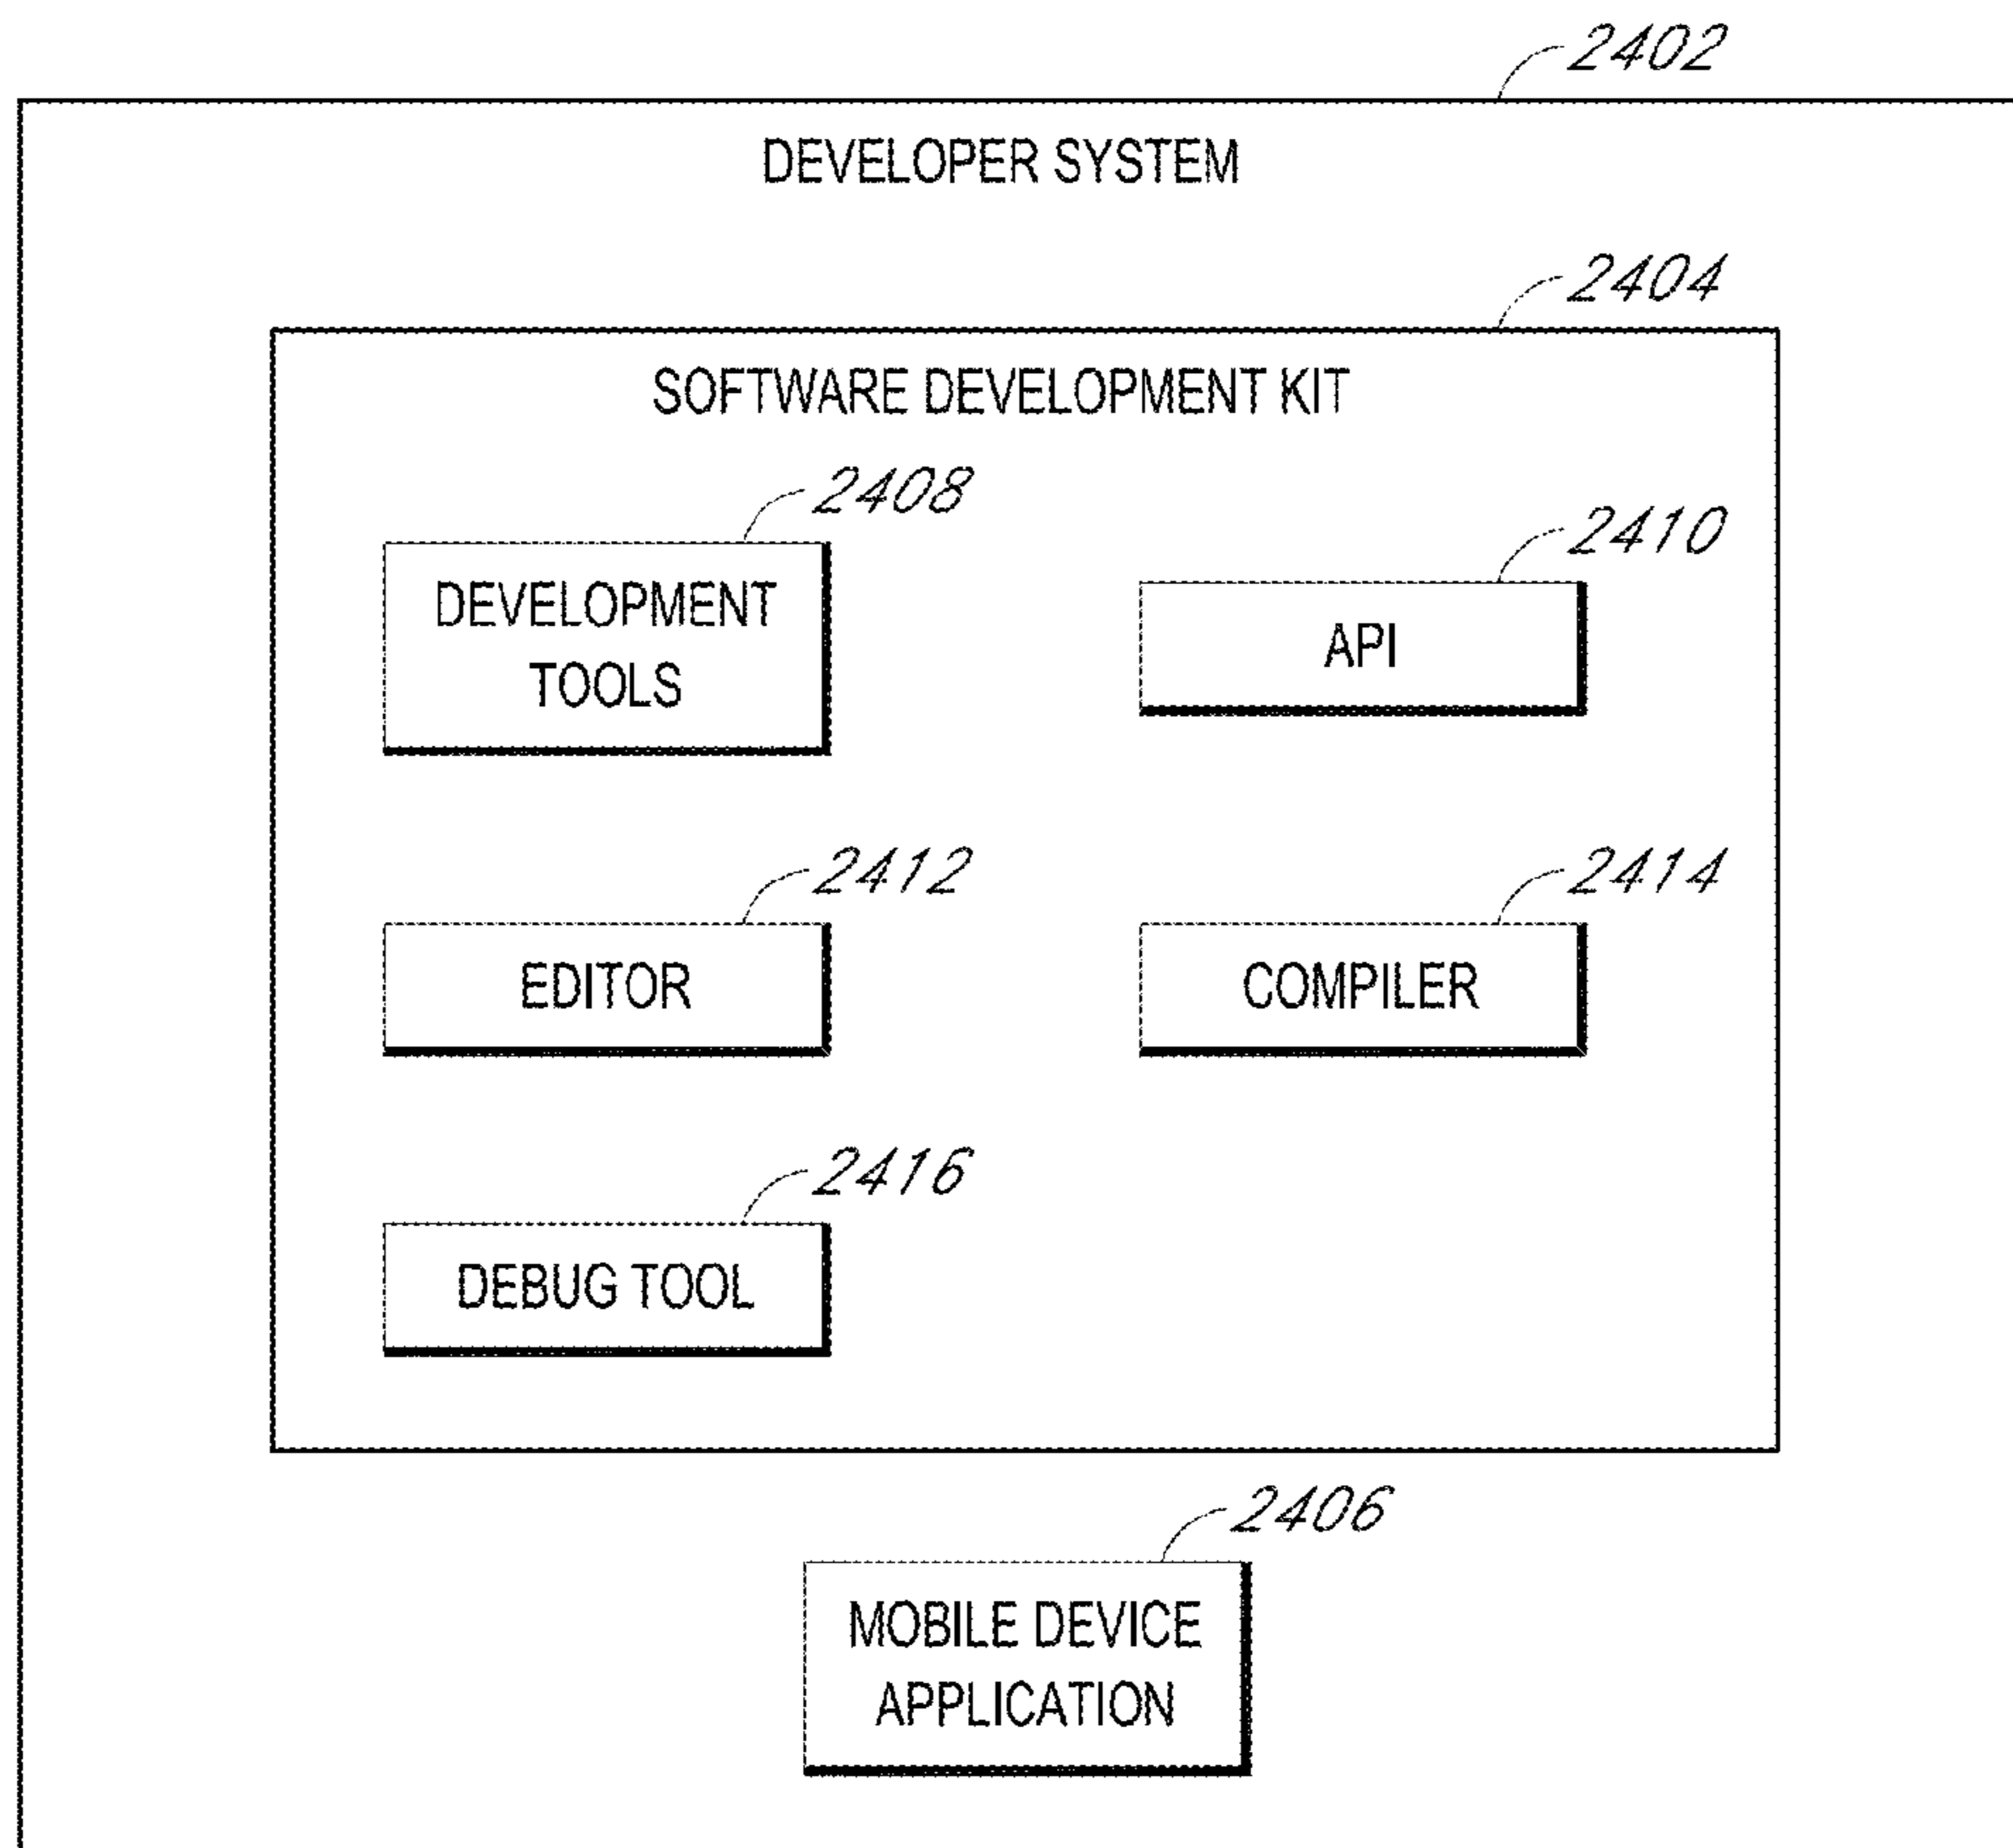 2402
DEVELOPER SYSTEM
2404
SOFTWARE DEVELOPMENT KIT
2408
DEVELOPMENT
TOOLS
2410
API
2412
EDITOR
2414
COMPILER
2416
DEBUG TOOL
2406
MOBILE DEVICE
APPLICATION